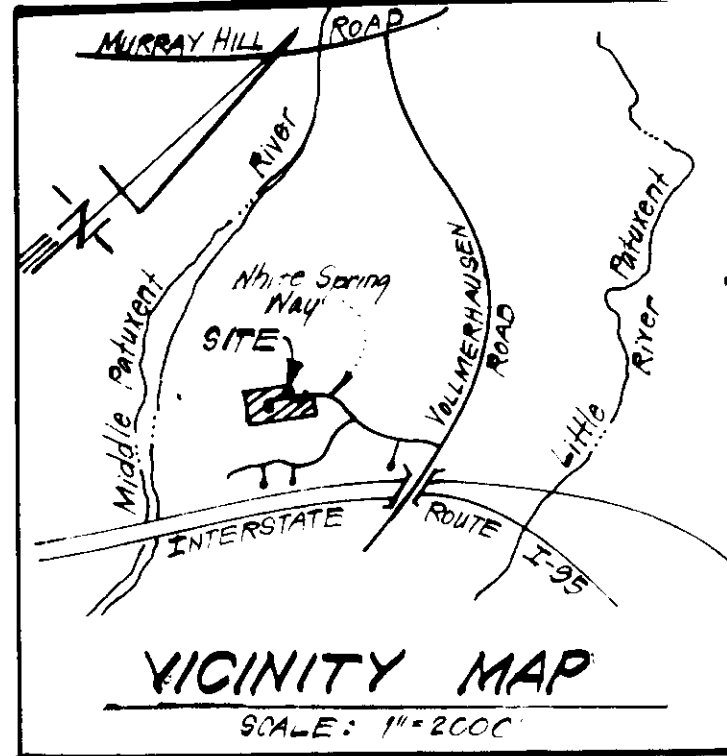 MURRAY HILL ROAD
River
Middle Patuxent
N
White Spring
Way
SITE
VOLLMERHAUSEN
ROAD
Patuxent
River
Little
INTERSTATE ROUTE I-95
VICINITY MAP
SCALE: 1"=200C